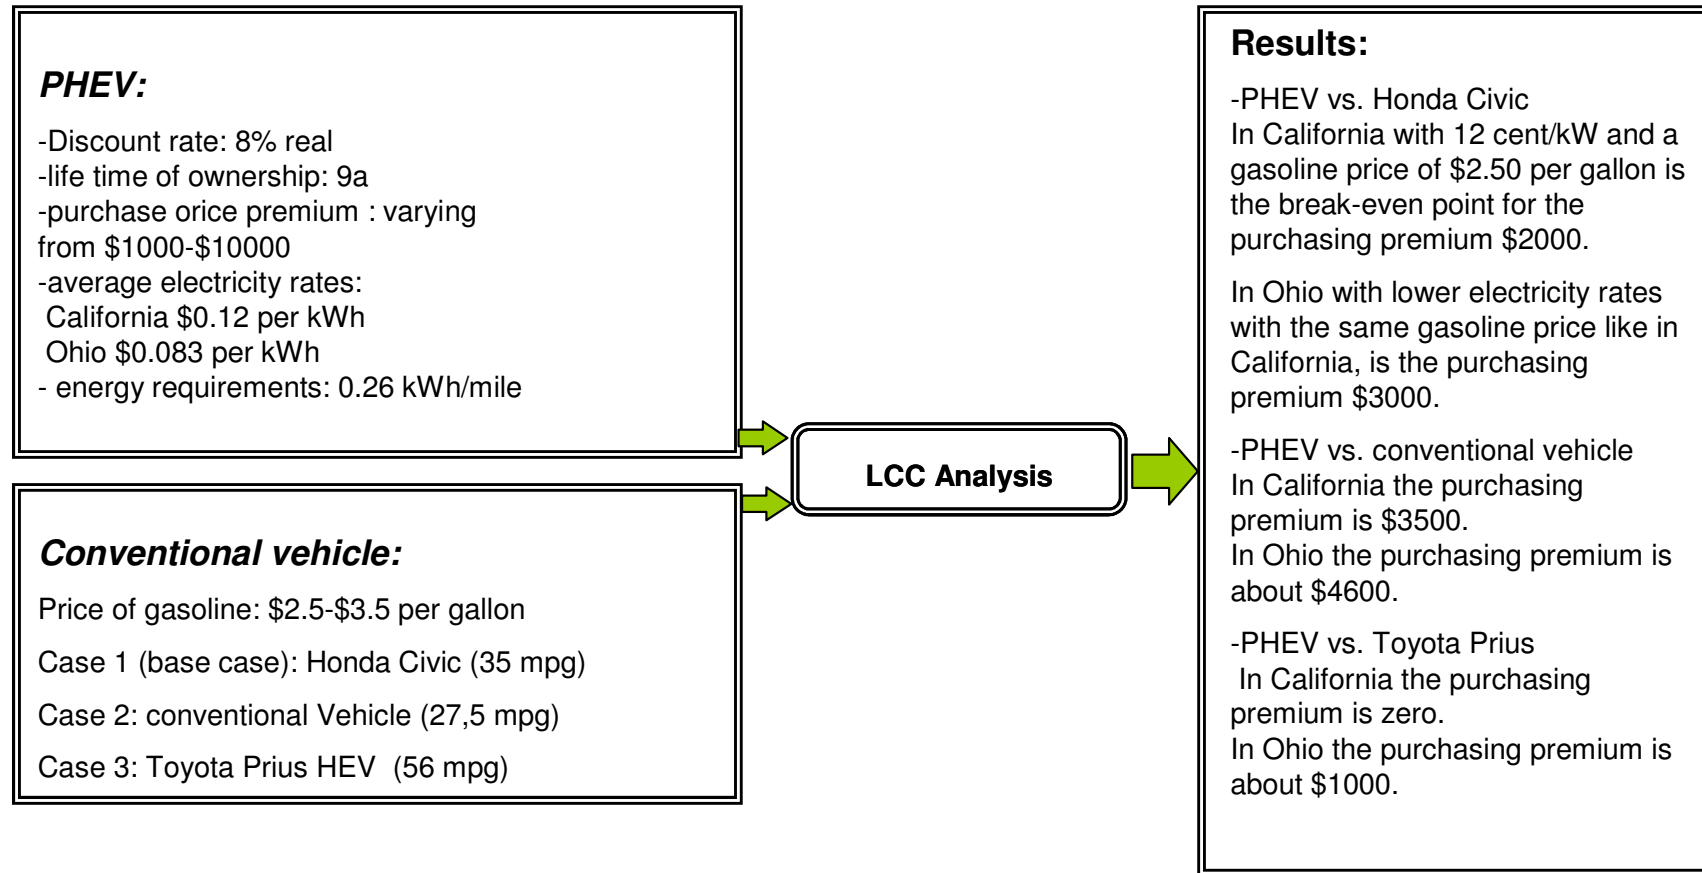 PHEV:
-Discount rate: 8% real
-life time of ownership: 9a
-purchase orice premium : varying
from $1000-$10000
-average electricity rates:
California $0.12 per kWh
Ohio $0.083 per kWh
- energy requirements: 0.26 kWh/mile
Conventional vehicle:
Price of gasoline: $2.5-$3.5 per gallon
Case 1 (base case): Honda Civic (35 mpg)
Case 2: conventional Vehicle (27,5 mpg)
Case 3: Toyota Prius HEV (56 mpg)
LCC Analysis
Results:
-PHEV vs. Honda Civic
In California with 12 cent/kW and a
gasoline price of $2.50 per gallon is
the break-even point for the
purchasing premium $2000.
In Ohio with lower electricity rates
with the same gasoline price like in
California, is the purchasing
premium $3000.
-PHEV vs. conventional vehicle
In California the purchasing
premium is $3500.
In Ohio the purchasing premium is
about $4600.
-PHEV vs. Toyota Prius
In California the purchasing
premium is zero.
In Ohio the purchasing premium is
about $1000.